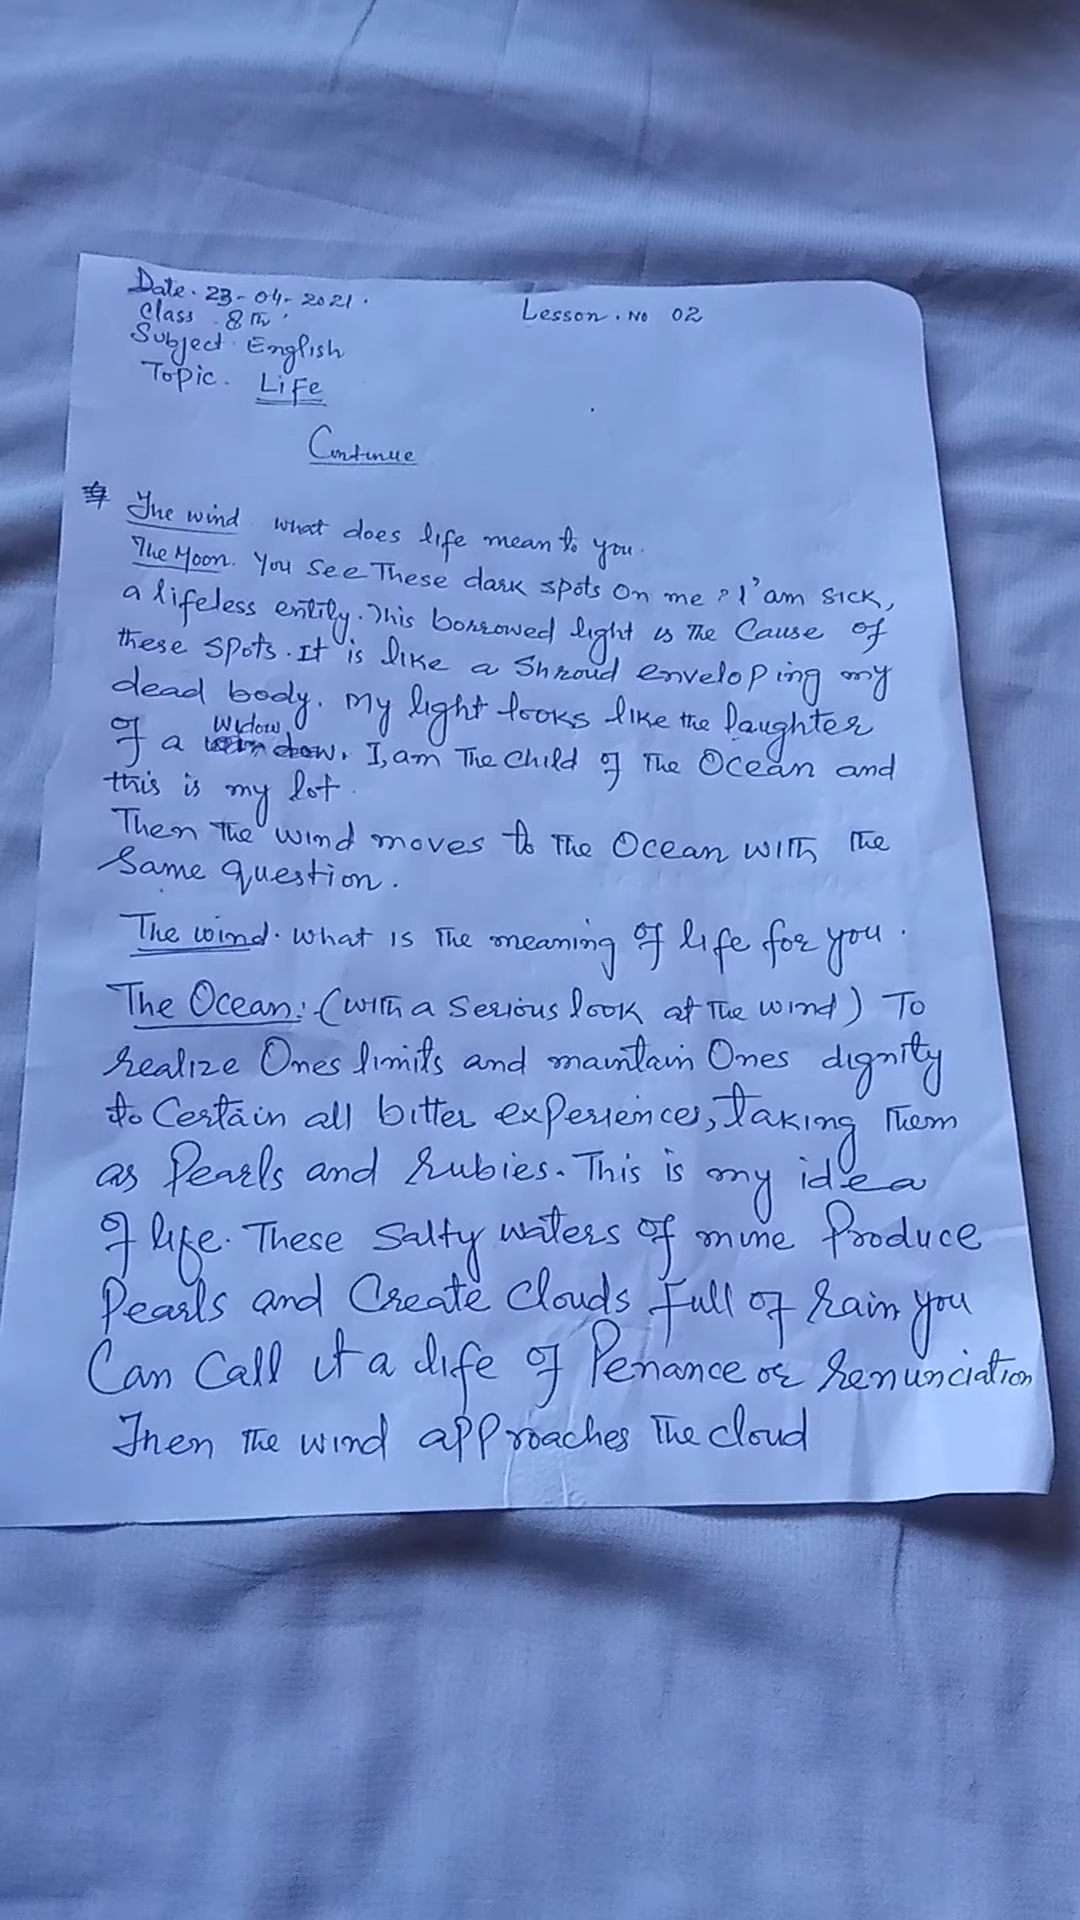 Date. 23-04-2021.
Lesson. No 02
Class 8th
Subject English
Topic. Life
Continue
The wind what does life mean to you.
The Moon. You see These dark spots on me ? I'am sick,
a lifeless entity. This borrowed light is The Cause of
these spots. It is like a Shroud enveloping my
dead body. My light looks like the laughter
of a widow. I, am The Child of The Ocean and
this is my lot.
Then The wind moves to The Ocean with The
Same question.
The wind. What is The meaning of life for you.
The Ocean: (with a serious look at The wind) To
realize Ones limits and maintain Ones dignity
to Certain all bitter experiences, taking Them
as Pearls and rubies. This is my idea
of life. These Salty waters of mine Produce
Pearls and Create Clouds full of rain you
Can Call it a life of Penance or renunciation
Then The wind approaches The cloud